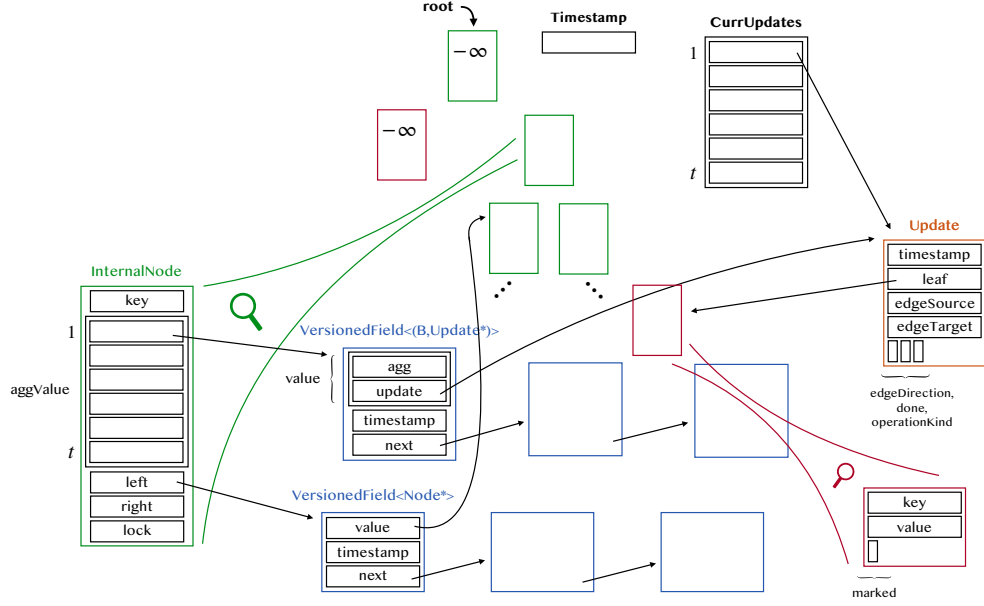 root
Timestamp
CurrUpdates
−∞
1
−∞
t
Update
timestamp
leaf
edgeSource
edgeTarget
edgeDirection,
done,
operationKind
InternalNode
key
1
aggValue
t
left
right
lock
VersionedField<(B,Update*)>
value
agg
update
timestamp
next
VersionedField<Node*>
value
timestamp
next
key
value
marked